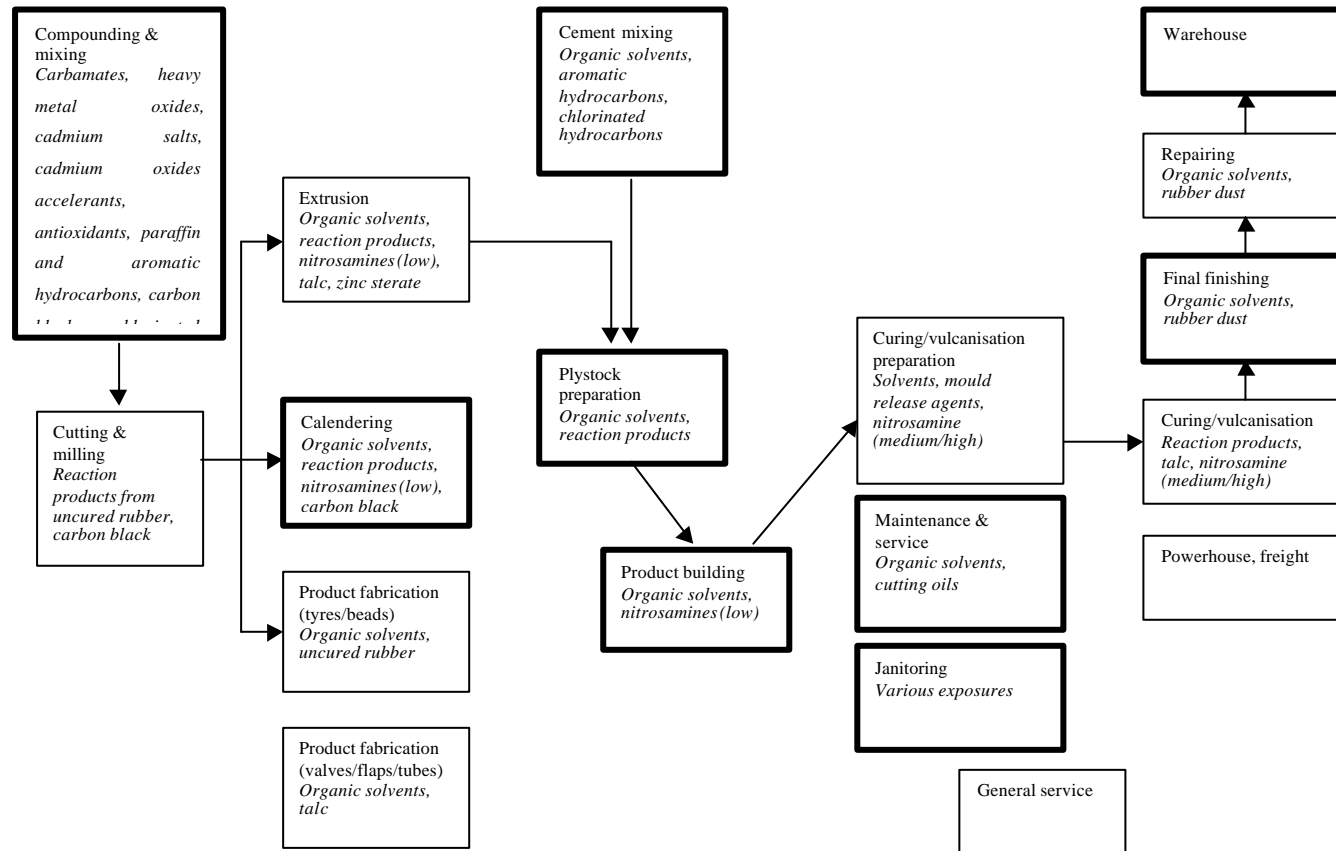 Compounding &
mixing
Carbamates, heavy
metal oxides,
cadmium salts,
cadmium oxides
accelerants,
antioxidants, paraffin
and aromatic
hydrocarbons, carbon
Cutting &
milling
Reaction
products from
uncured rubber,
carbon black
Extrusion
Organic solvents,
reaction products,
nitrosamines (low),
talc, zinc sterate
Calendering
Organic solvents,
reaction products,
nitrosamines (low),
carbon black
Product fabrication
(tyres/beads)
Organic solvents,
uncured rubber
Product fabrication
(valves/flaps/tubes)
Organic solvents,
talc
Cement mixing
Organic solvents,
aromatic
hydrocarbons,
chlorinated
hydrocarbons
Plystock
preparation
Organic solvents,
reaction products
Product building
Organic solvents,
nitrosamines (low)
Curing/vulcanisation
preparation
Solvents, mould
release agents,
nitrosamine
(medium/high)
Maintenance &
service
Organic solvents,
cutting oils
Janitoring
Various exposures
General service
Warehouse
Repairing
Organic solvents,
rubber dust
Final finishing
Organic solvents,
rubber dust
Curing/vulcanisation
Reaction products,
talc, nitrosamine
(medium/high)
Powerhouse, freight